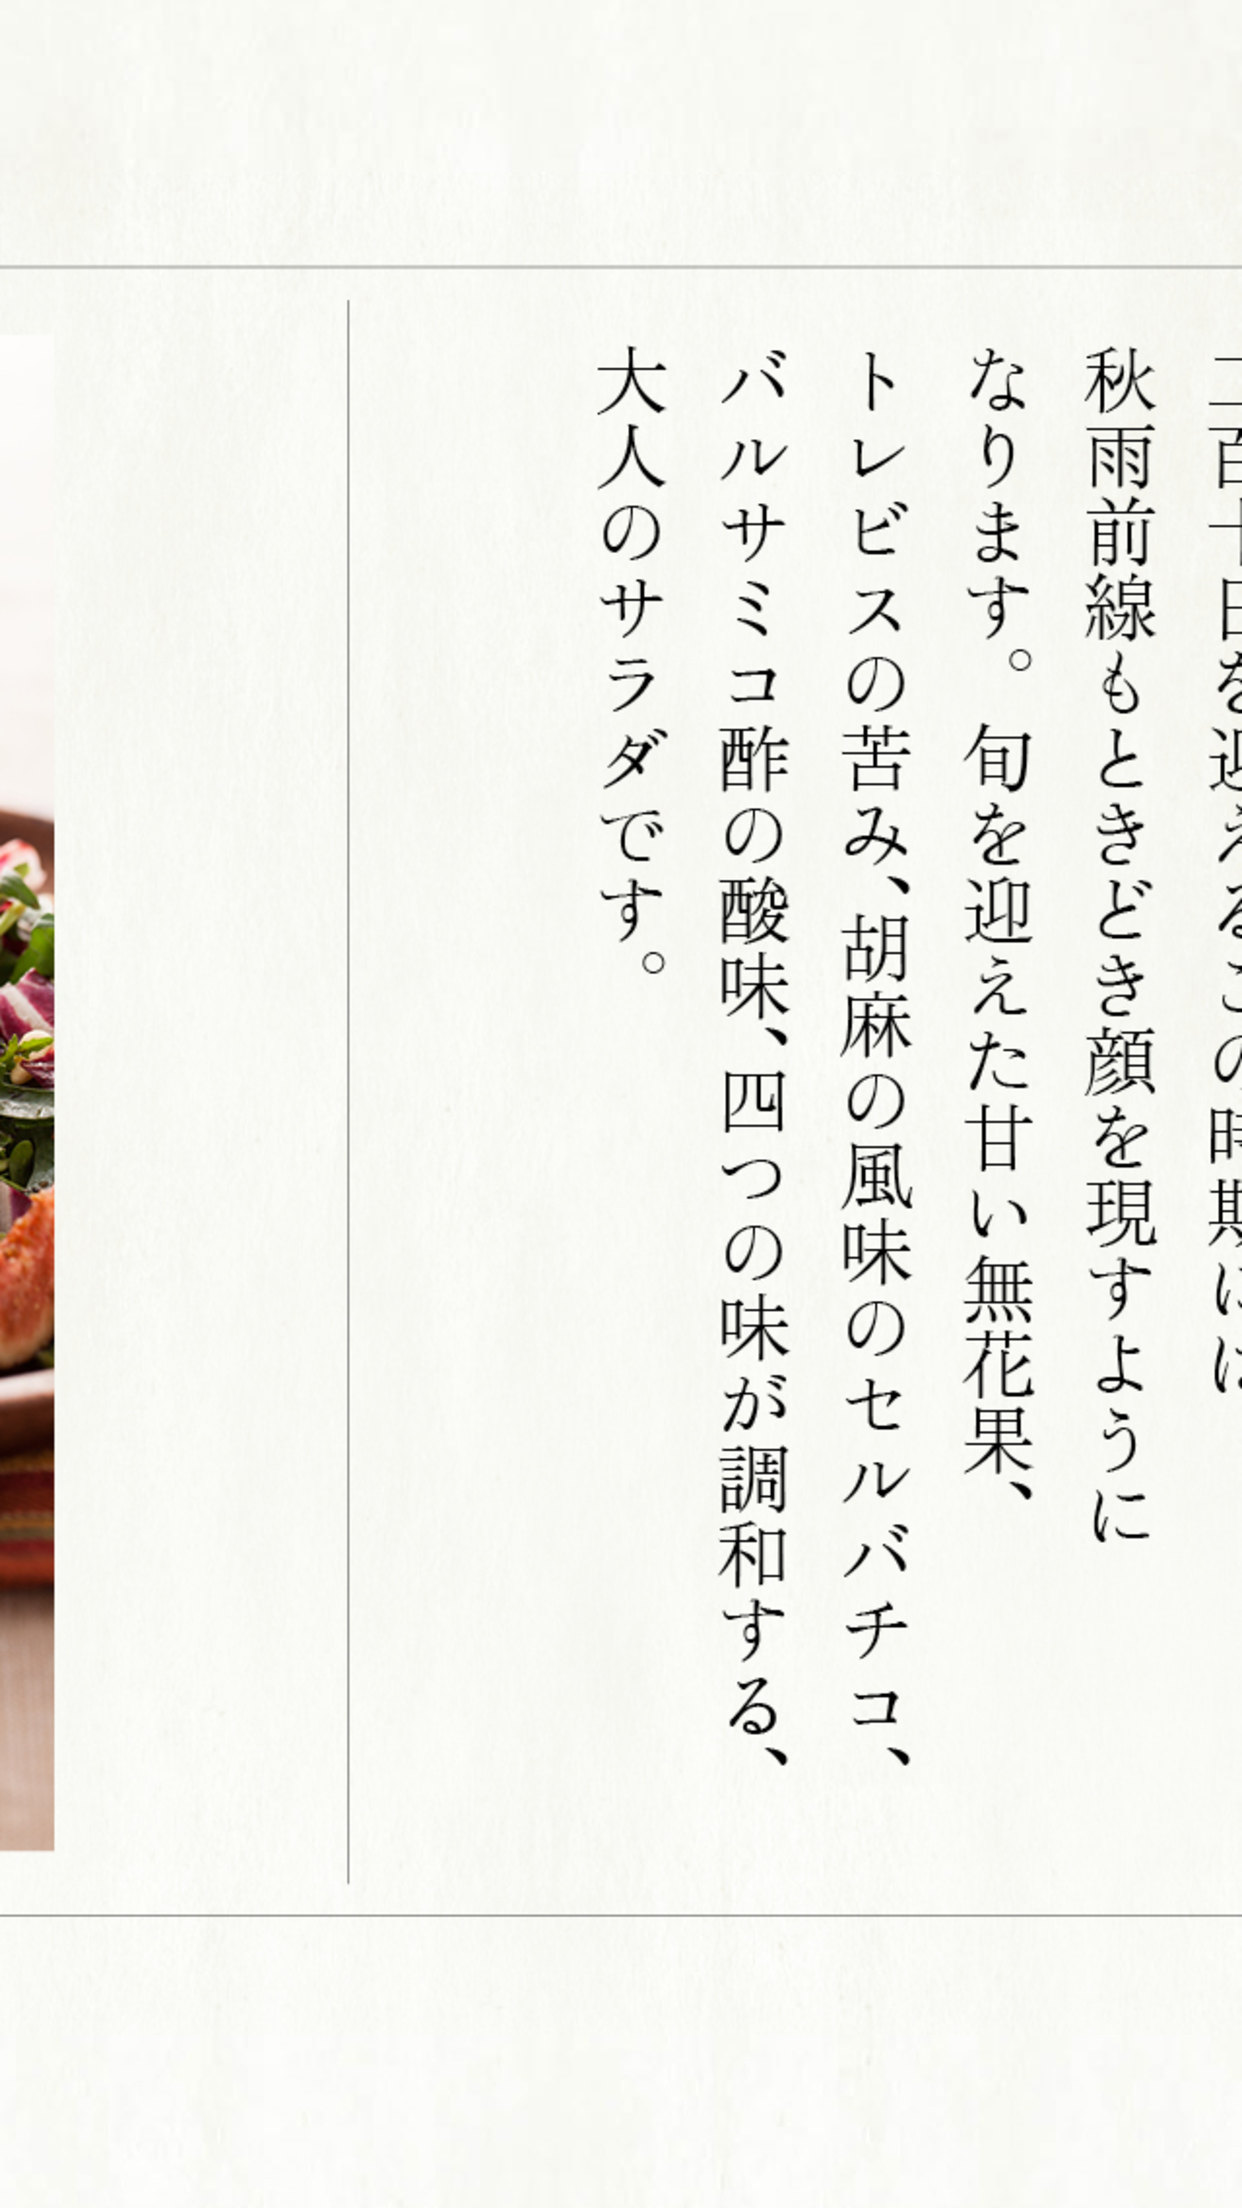 二百十日を迎えるこの時期には
秋雨前線もときどき顔を現すように
なります。旬を迎えた甘い無花果、
トレビスの苦み、胡麻の風味のセルバチコ、
バルサミコ酢の酸味、四つの味が調和する、
大人のサラダです。